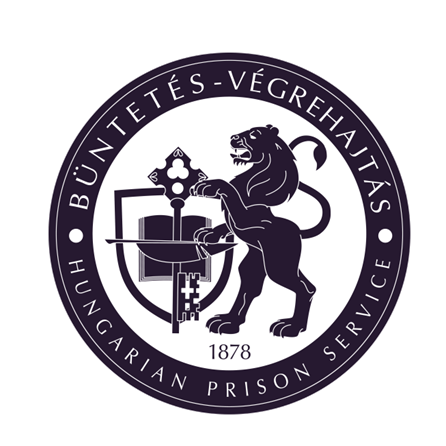 BÜNTETÉS-VÉGREHAJTÁS
1878
HUNGARIAN PRISON SERVICE